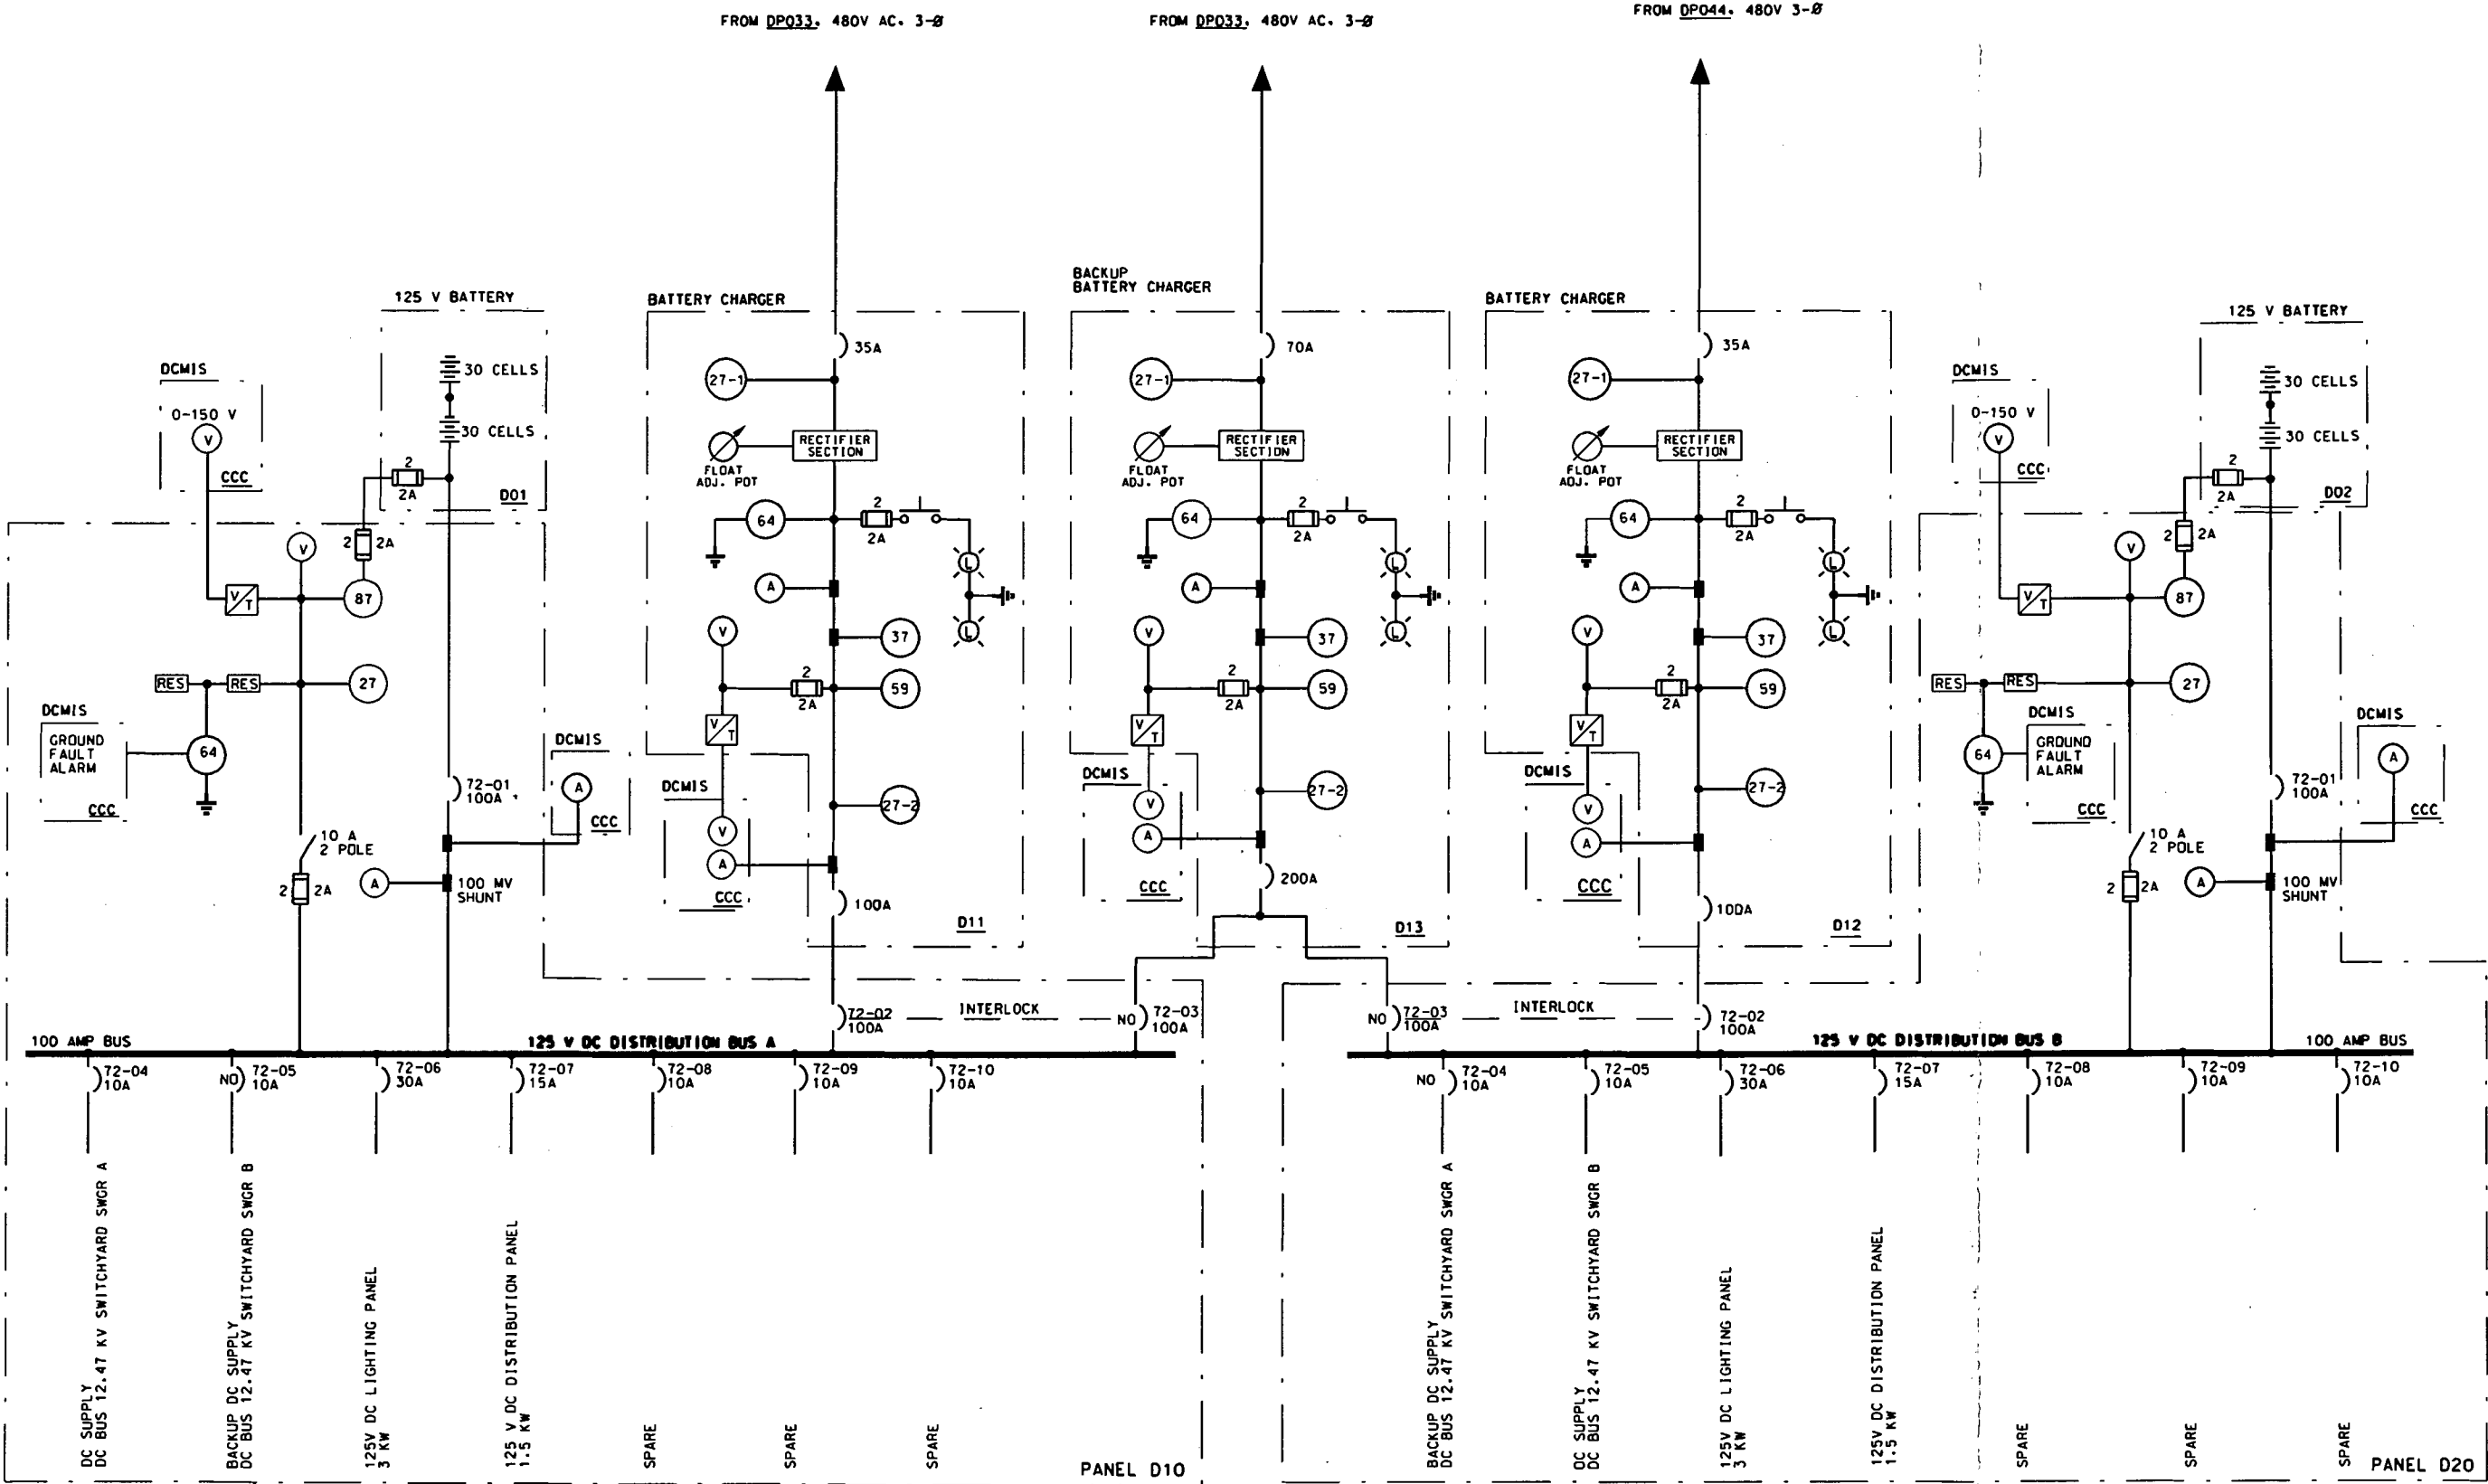 FROM DP033. 480V AC. 3-Ø
FROM DP033. 480V AC. 3-Ø
FROM DP044. 480V 3-Ø
125 V BATTERY
30 CELLS
30 CELLS
2
2A
D01
DCMIS
0-150 V
V
CCC
V
2
2A
V/T
87
RES
RES
27
DCMIS
GROUND
FAULT
ALARM
CCC
64
10 A
2 POLE
2
2A
72-01
100A
A
100 MV
SHUNT
DCMIS
A
CCC
BATTERY CHARGER
35A
27-1
RECTIFIER
SECTION
FLOAT
ADJ. POT
64
2
2A
L
L
A
37
V
2
2A
59
V/T
27-2
DCMIS
V
A
CCC
100A
D11
BACKUP
BATTERY CHARGER
70A
27-1
RECTIFIER
SECTION
FLOAT
ADJ. POT
64
2
2A
L
L
A
37
V
2
2A
59
V/T
27-2
DCMIS
V
A
CCC
200A
D13
BATTERY CHARGER
35A
27-1
RECTIFIER
SECTION
FLOAT
ADJ. POT
64
2
2A
L
L
A
37
V
2
2A
59
V/T
27-2
DCMIS
V
A
CCC
100A
D12
125 V BATTERY
30 CELLS
30 CELLS
2
2A
D02
DCMIS
0-150 V
V
CCC
V
2
2A
V/T
87
RES
RES
27
DCMIS
GROUND
FAULT
ALARM
CCC
64
10 A
2 POLE
2
2A
72-01
100A
A
100 MV
SHUNT
DCMIS
A
CCC
72-02
100A
INTERLOCK
NO
72-03
100A
NO
72-03
100A
INTERLOCK
72-02
100A
100 AMP BUS
125 V DC DISTRIBUTION BUS A
125 V DC DISTRIBUTION BUS B
100 AMP BUS
72-04
10A
NO
72-05
10A
72-06
30A
72-07
15A
72-08
10A
72-09
10A
72-10
10A
NO
72-04
10A
72-05
10A
72-06
30A
72-07
15A
72-08
10A
72-09
10A
72-10
10A
DC SUPPLY
DC BUS 12.47 KV SWITCHYARD SWGR A
BACKUP DC SUPPLY
DC BUS 12.47 KV SWITCHYARD SWGR B
125V DC LIGHTING PANEL
3 KW
125 V DC DISTRIBUTION PANEL
1.5 KW
SPARE
SPARE
SPARE
PANEL D10
BACKUP DC SUPPLY
DC BUS 12.47 KV SWITCHYARD SWGR A
DC SUPPLY
DC BUS 12.47 KV SWITCHYARD SWGR B
125V DC LIGHTING PANEL
3 KW
125V DC DISTRIBUTION PANEL
1.5 KW
SPARE
SPARE
SPARE
PANEL D20